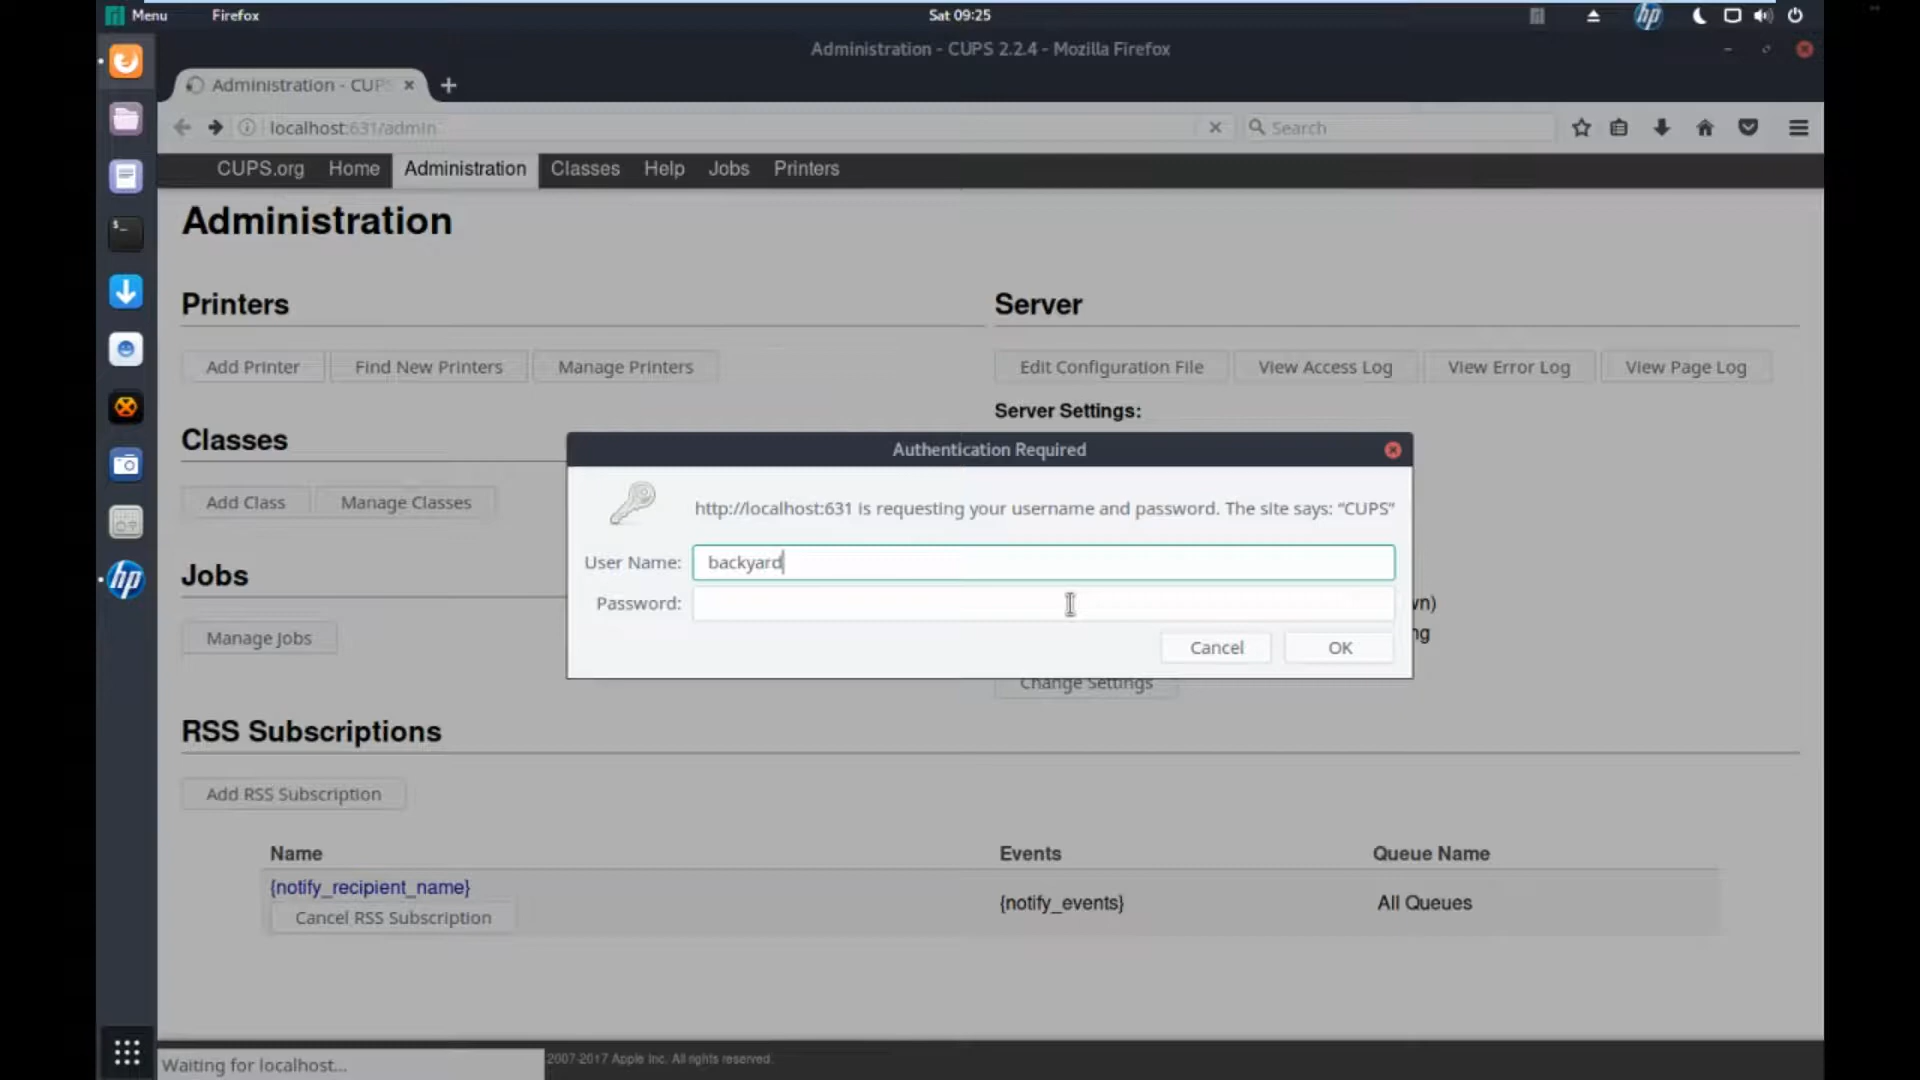 Menu Firefox Sat 09:25 hp
Administration - CUPS 2.2.4 - Mozilla Firefox
Administration - CUPS
localhost:631/admin Search
CUPS.org Home Administration Classes Help Jobs Printers
Administration
Printers Server
Add Printer Find New Printers Manage Printers Edit Configuration File View Access Log View Error Log View Page Log
Server Settings:
Classes
Authentication Required
Add Class Manage Classes
http://localhost:631 is requesting your username and password. The site says: “CUPS”
User Name: backyard
hp
Jobs
Password:
wn)
ng
Manage Jobs
Cancel OK
Change Settings
RSS Subscriptions
Add RSS Subscription
Name Events Queue Name
{notify_recipient_name}
{notify_events} All Queues
Cancel RSS Subscription
Waiting for localhost... 2007-2017 Apple Inc. All rights reserved.